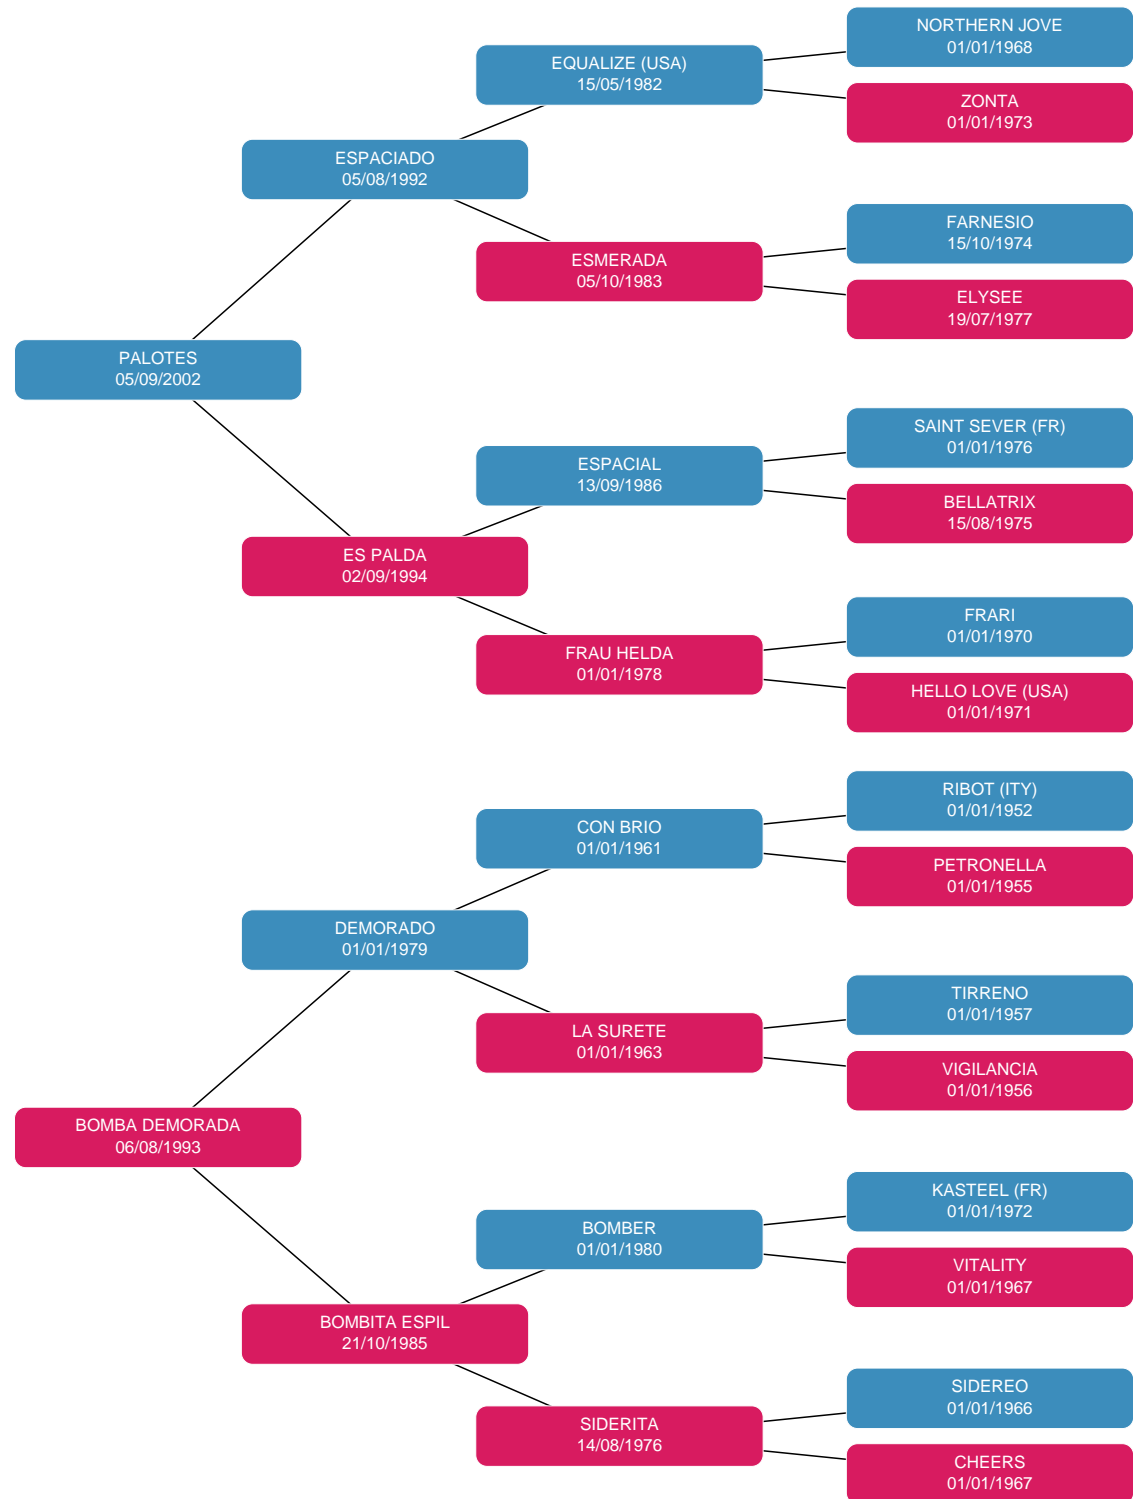 NORTHERN JOVE
01/01/1968
EQUALIZE (USA)
15/05/1982
ZONTA
01/01/1973
ESPACIADO
05/08/1992
FARNESIO
15/10/1974
ESMERADA
05/10/1983
ELYSEE
19/07/1977
PALOTES
05/09/2002
SAINT SEVER (FR)
01/01/1976
ESPACIAL
13/09/1986
BELLATRIX
15/08/1975
ES PALDA
02/09/1994
FRARI
01/01/1970
FRAU HELDA
01/01/1978
HELLO LOVE (USA)
01/01/1971
RIBOT (ITY)
01/01/1952
CON BRIO
01/01/1961
PETRONELLA
01/01/1955
DEMORADO
01/01/1979
TIRRENO
01/01/1957
LA SURETE
01/01/1963
VIGILANCIA
01/01/1956
BOMBA DEMORADA
06/08/1993
KASTEEL (FR)
01/01/1972
BOMBER
01/01/1980
VITALITY
01/01/1967
BOMBITA ESPIL
21/10/1985
SIDEREO
01/01/1966
SIDERITA
14/08/1976
CHEERS
01/01/1967